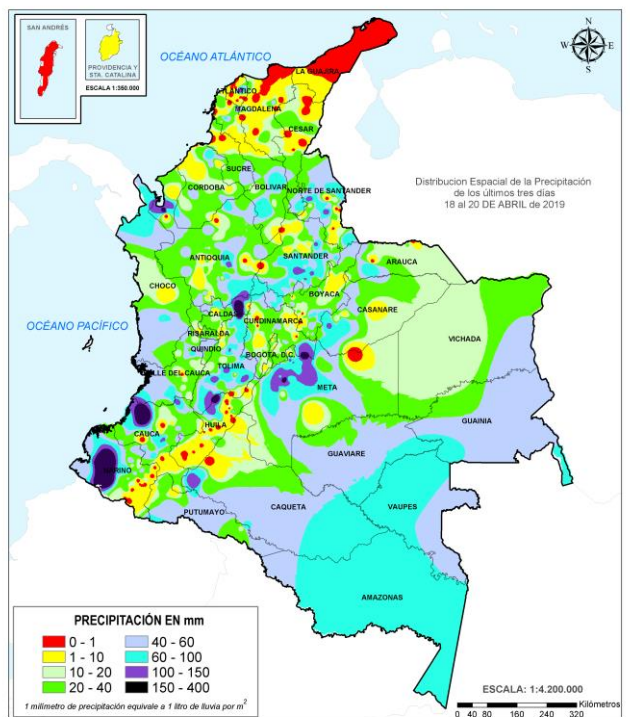 SAN ANDRÉS
PROVIDENCIA Y
STA. CATALINA
ESCALA 1:350.000
OCÉANO ATLÁNTICO
N
W
E
S
LA GUAJIRA
ATLÁNTICO
MAGDALENA
CESAR
SUCRE
CORDOBA
BOLIVAR
NORTE DE SANTANDER
Distribucion Espacial de la Precipitación
de los últimos tres días
18 al 20 DE ABRIL de 2019
ANTIOQUIA
SANTANDER
ARAUCA
CHOCO
BOYACA
CASANARE
OCÉANO PACÍFICO
CALDAS
CUNDINAMARCA
VICHADA
RISARALDA
QUINDIO
BOGOTA, D.C.
VALLE DEL CAUCA
TOLIMA
META
CAUCA
HUILA
GUAINIA
GUAVIARE
NARIÑO
PUTUMAYO
CAQUETA
VAUPES
AMAZONAS
PRECIPITACIÓN EN mm
0 - 1 40 - 60
1 - 10 60 - 100
10 - 20 100 - 150
20 - 40 150 - 400
1 milimetro de precipitación equivale a 1 litro de lluvia por m²
ESCALA: 1:4.200.000
Kilómetros
0 40 80 160 240 320